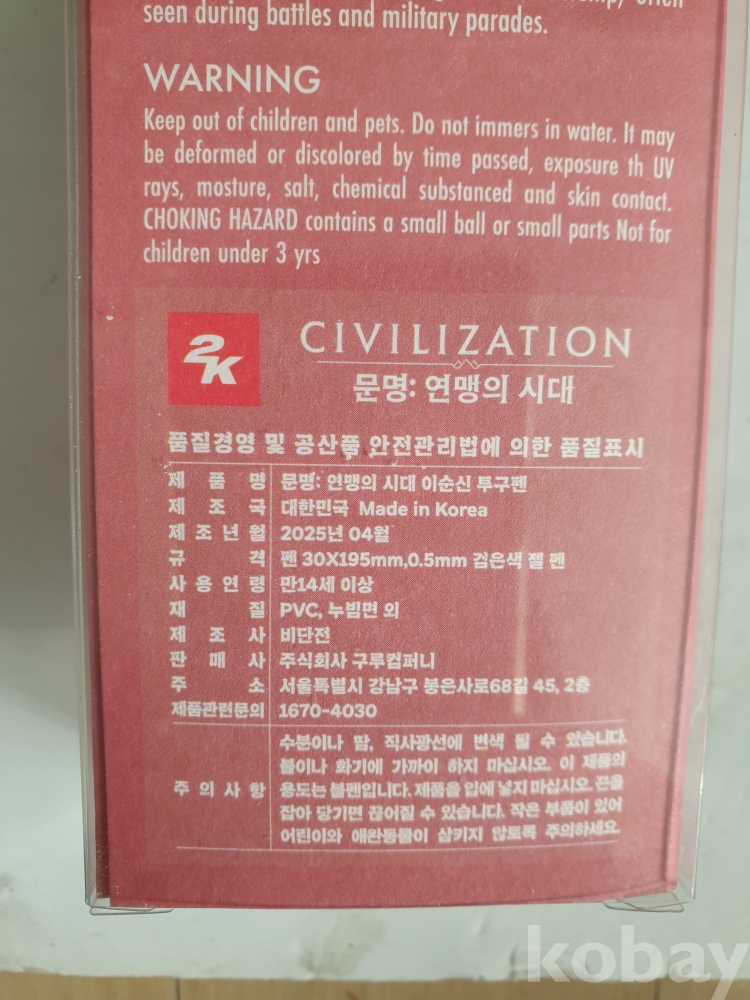 seen during battles and military parades.
WARNING
Keep out of children and pets. Do not immers in water. It may
be deformed or discolored by time passed, exposure th UV
rays, mosture, salt, chemical substanced and skin contact.
CHOKING HAZARD contains a small ball or small parts Not for
children under 3 yrs
2K
CIVILIZATION
문명: 연맹의 시대
품질경영 및 공산품 안전관리법에 의한 품질표시
제 품 명 문명: 연맹의 시대 이순신 투구펜
제 조 국 대한민국 Made in Korea
제 조 년 월 2025년 04월
규 격 펜 30X195mm,0.5mm 검은색 젤 펜
사 용 연 령 만14세 이상
재 질 PVC, 누빔면 외
제 조 사 비단전
판 매 사 주식회사 구루컴퍼니
주 소 서울특별시 강남구 봉은사로68길 45, 2층
제품관련문의 1670-4030
수분이나 땀, 직사광선에 변색 될 수 있습니다.
불이나 화기에 가까이 하지 마십시오. 이 제품의
주 의 사 항 용도는 볼펜입니다. 제품을 입에 넣지 마십시오. 끈을
잡아 당기면 끊어질 수 있습니다. 작은 부품이 있어
어린이와 애완동물이 삼키지 않토록 주의하세요.
kobay